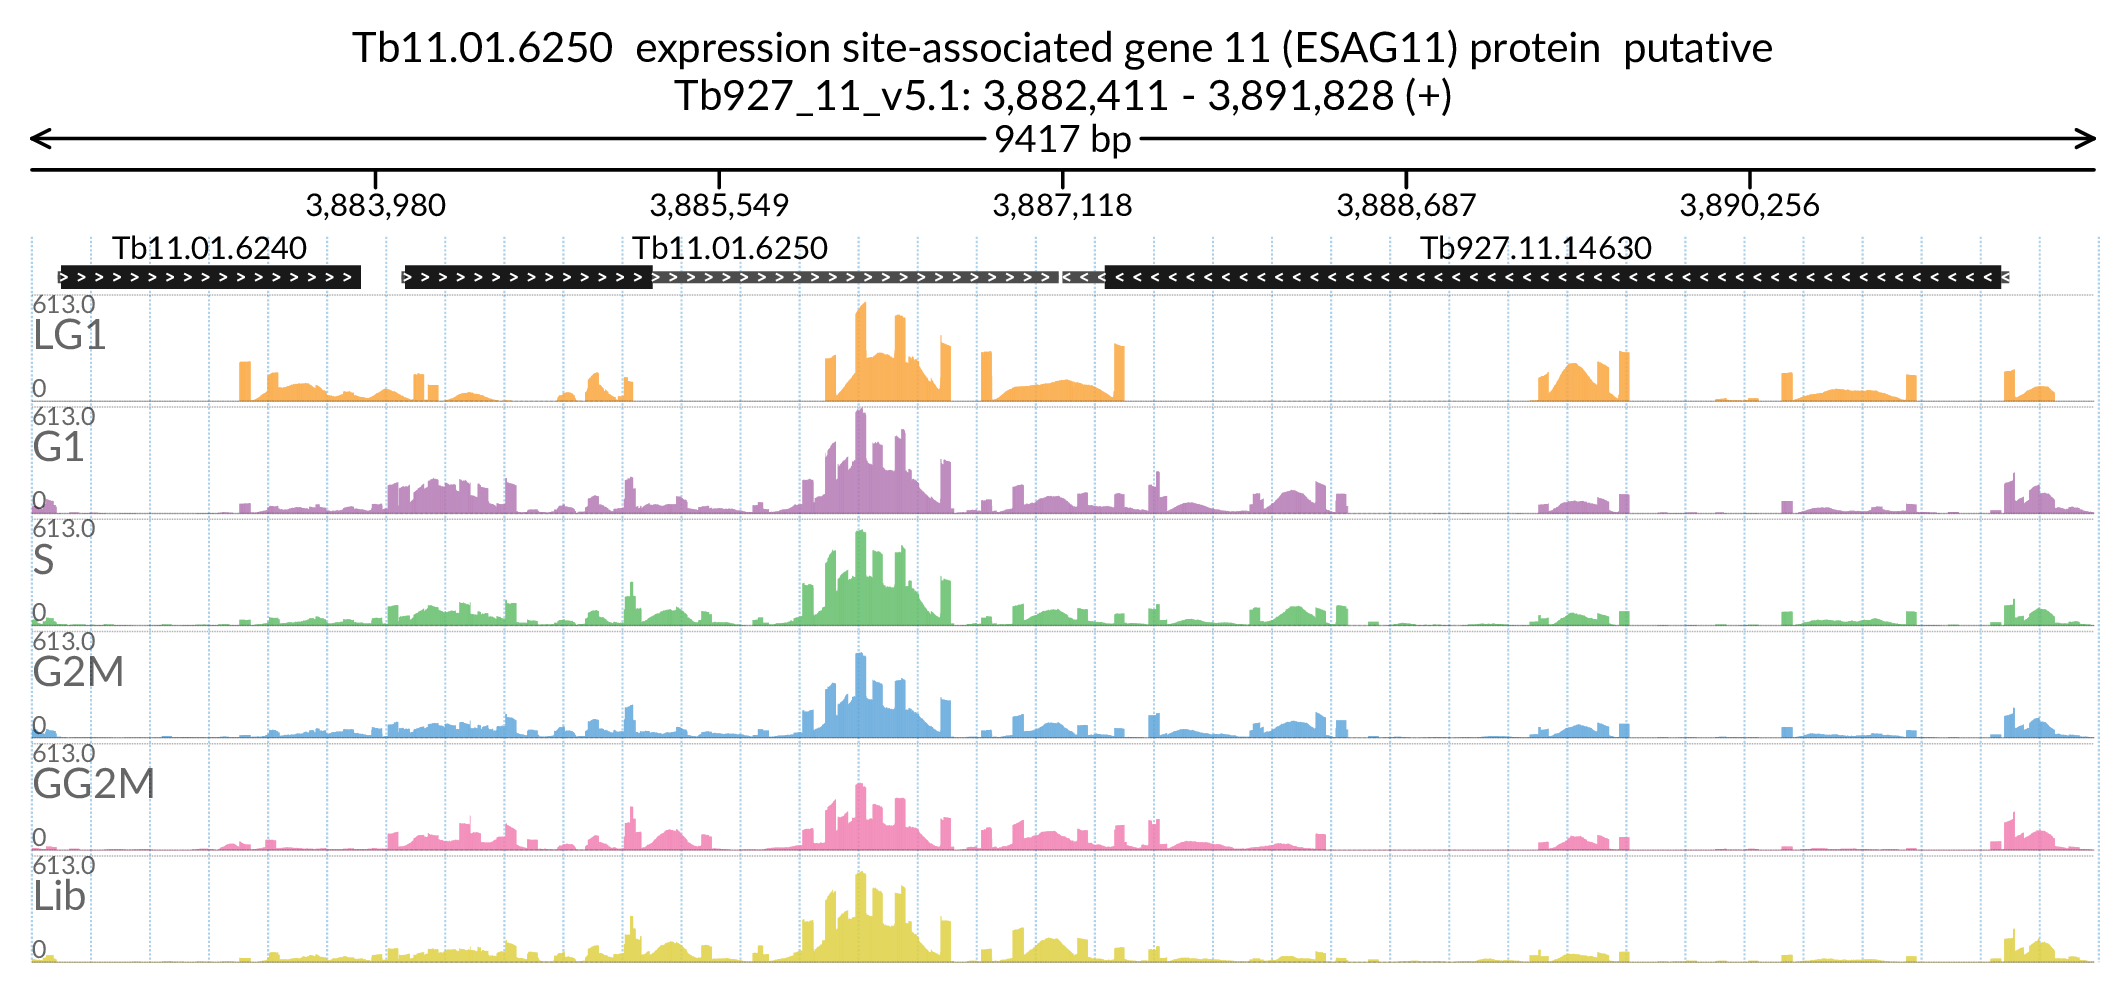 Tb11.01.6250  expression site-associated gene 11 (ESAG11) protein  putative
Tb927_11_v5.1: 3,882,411 - 3,891,828 (+)
9417 bp
3,883,980 3,885,549 3,887,118 3,888,687 3,890,256
Tb11.01.6240 Tb11.01.6250 Tb927.11.14630
613.0
LG1
0
613.0
G1
0
613.0
S
0
613.0
G2M
0
613.0
GG2M
0
613.0
Lib
0